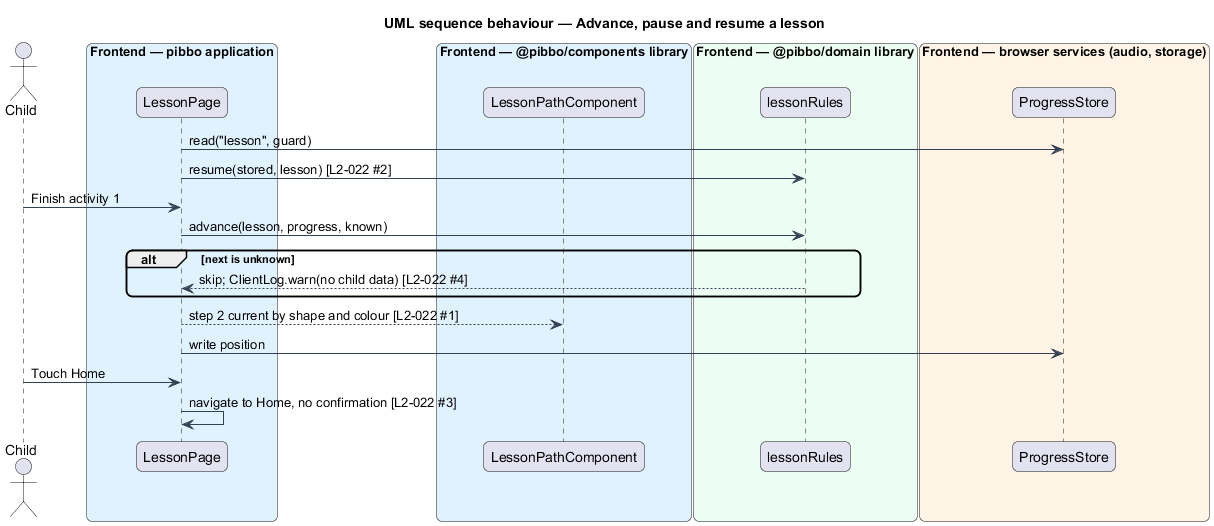 UML sequence behaviour — Advance, pause and resume a lesson
Frontend — pibbo application
Frontend — @pibbo/components library
Frontend — @pibbo/domain library
Frontend — browser services (audio, storage)
Child
LessonPage
LessonPathComponent
lessonRules
ProgressStore
read("lesson", guard)
resume(stored, lesson) [L2-022 #2]
Finish activity 1
advance(lesson, progress, known)
alt
[next is unknown]
skip; ClientLog.warn(no child data) [L2-022 #4]
step 2 current by shape and colour [L2-022 #1]
write position
Touch Home
navigate to Home, no confirmation [L2-022 #3]
Child
LessonPage
LessonPathComponent
lessonRules
ProgressStore